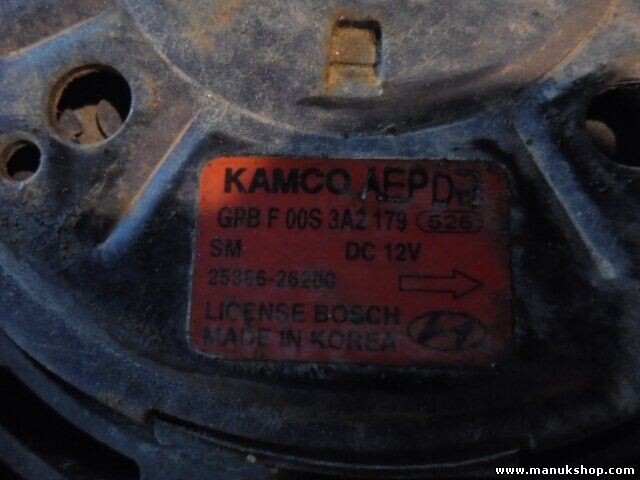 KAMCO AEPD
GPB F 00S 3A2 179 526
SM DC 12V
25386-26200
LICENSE BOSCH
MADE IN KOREA
www.manukshop.com